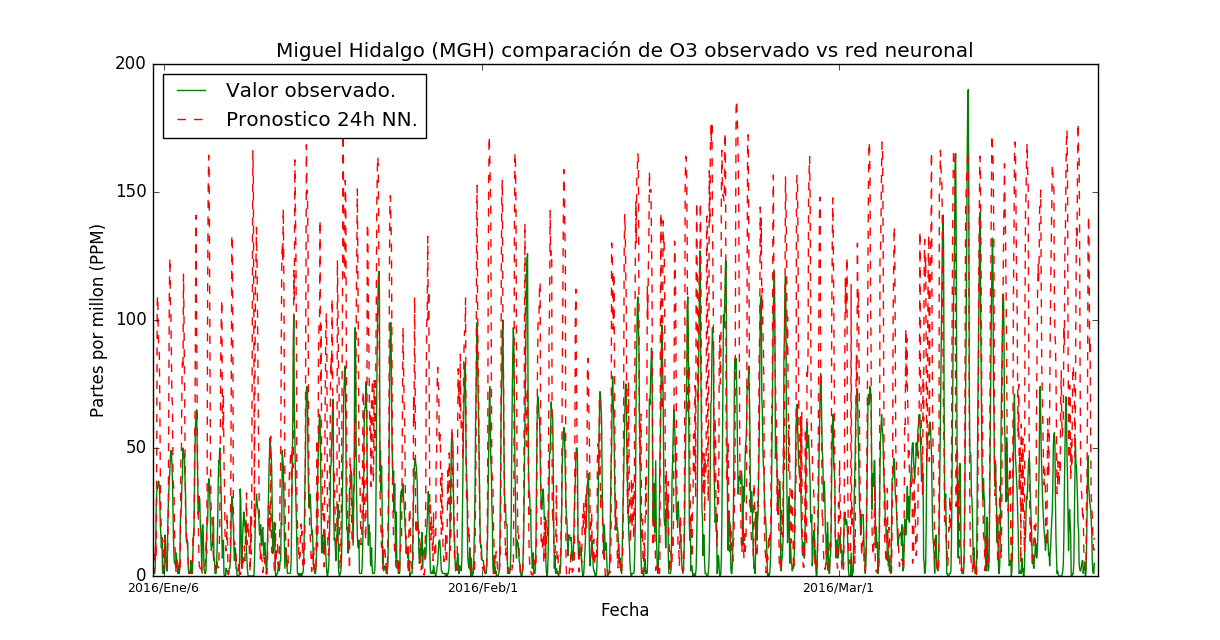 Miguel Hidalgo (MGH) comparación de O3 observado vs red neuronal
200
Valor observado.
Pronostico 24h NN.
150
Partes por millon (PPM)
100
50
0
2016/Ene/6 2016/Feb/1 2016/Mar/1
Fecha